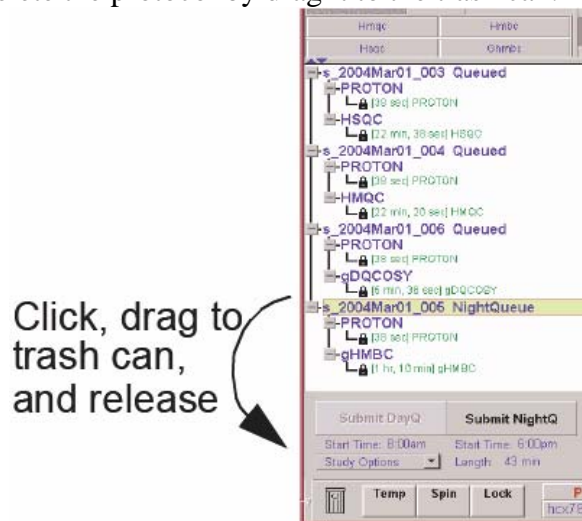 Hmqc Hmbc
Hsqc Ghmbc
s_2004Mar01_003 Queued
PROTON
[38 sec] PROTON
HSQC
[22 min, 38 sec] HSQC
s_2004Mar01_004 Queued
PROTON
[38 sec] PROTON
HMQC
[22 min, 20 sec] HMQC
s_2004Mar01_006 Queued
PROTON
[38 sec] PROTON
gDQCOSY
[6 min, 38 sec] gDQCOSY
s_2004Mar01_005 NightQueue
PROTON
[38 sec] PROTON
gHMBC
[1 hr, 10 min] gHMBC
Click, drag to
trash can,
and release
Submit DayQ Submit NightQ
Start Time: 8:00am Start Time: 6:00pm
Study Options Length: 43 min
Temp Spin Lock